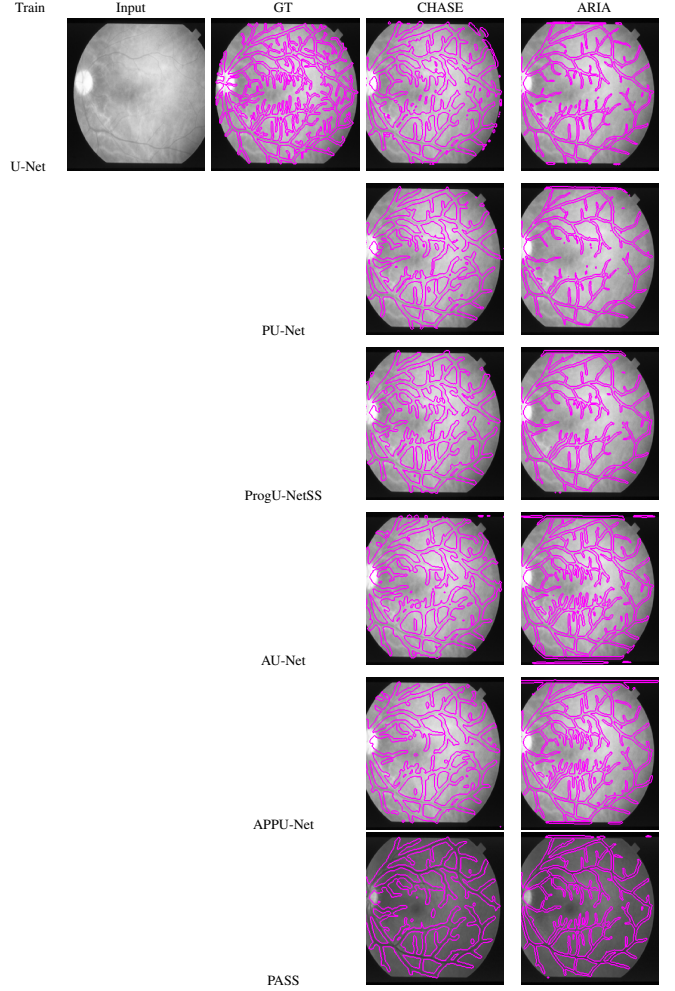 Train Input GT CHASE ARIA
U-Net
PU-Net
ProgU-NetSS
AU-Net
APPU-Net
PASS